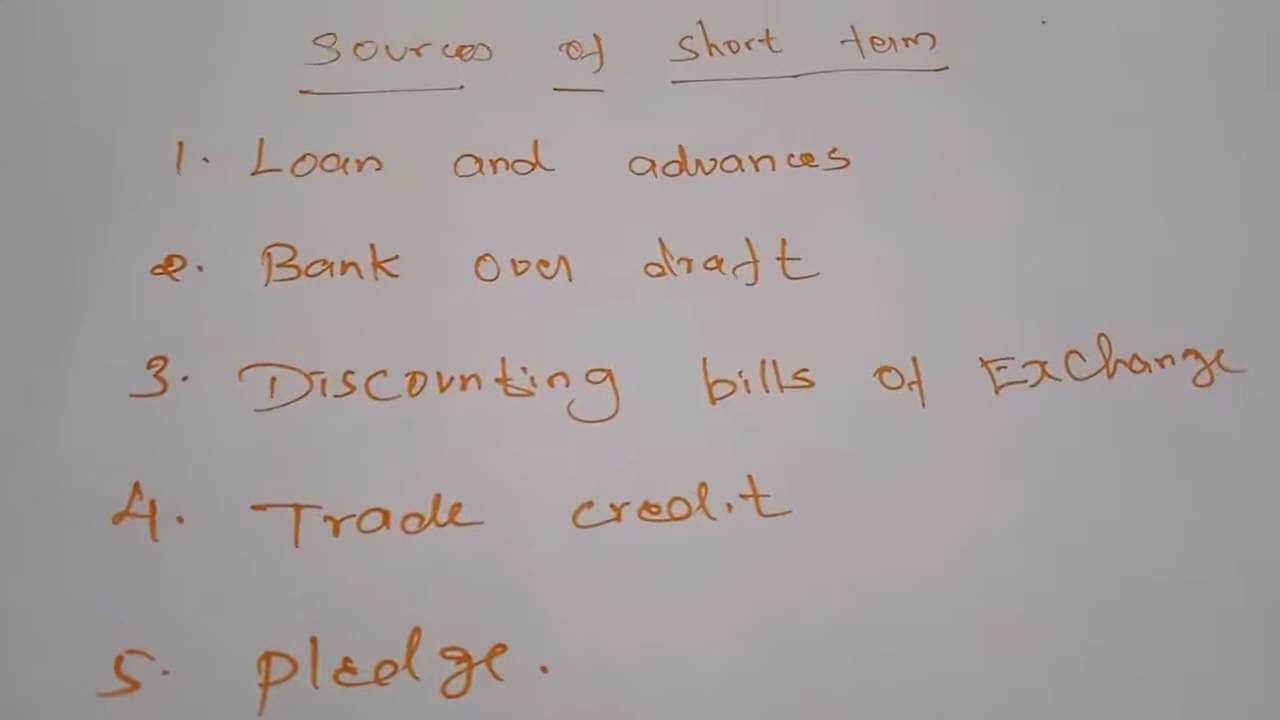 Sources of short term
1. Loan and advances
2. Bank over draft
3. Discounting bills of Exchange
4. Trade credit
5. Pledge.